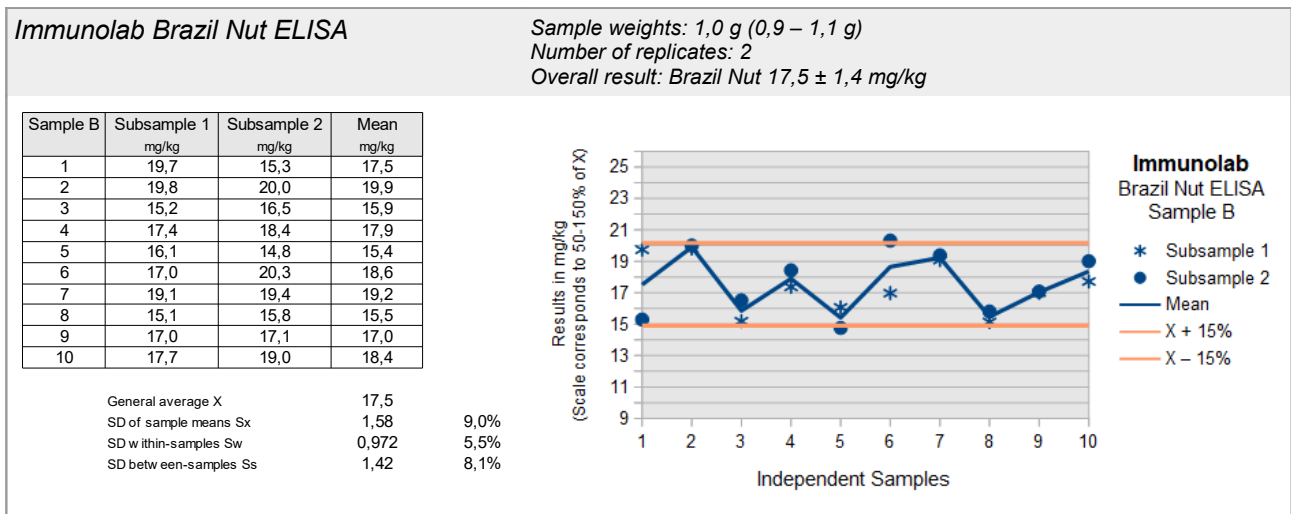 Immunolab Brazil Nut ELISA
Sample weights: 1,0 g (0,9 – 1,1 g)
Number of replicates: 2
Overall result: Brazil Nut 17,5 ± 1,4 mg/kg
Sample B Subsample 1 Subsample 2 Mean
mg/kg mg/kg mg/kg
1 19,7 15,3 17,5
2 19,8 20,0 19,9
3 15,2 16,5 15,9
4 17,4 18,4 17,9
5 16,1 14,8 15,4
6 17,0 20,3 18,6
7 19,1 19,4 19,2
8 15,1 15,8 15,5
9 17,0 17,1 17,0
10 17,7 19,0 18,4
General average X 17,5
SD of sample means Sx 1,58 9,0%
SD within-samples Sw 0,972 5,5%
SD between-samples Ss 1,42 8,1%
Results in mg/kg
(Scale corresponds to 50-150% of X)
26
23
21
19
17
15
13
11
9
1 2 3 4 5 6 7 8 9 10
Independent Samples
Immunolab
Brazil Nut ELISA
Sample B
Subsample 1
Subsample 2
Mean
X + 15%
X – 15%